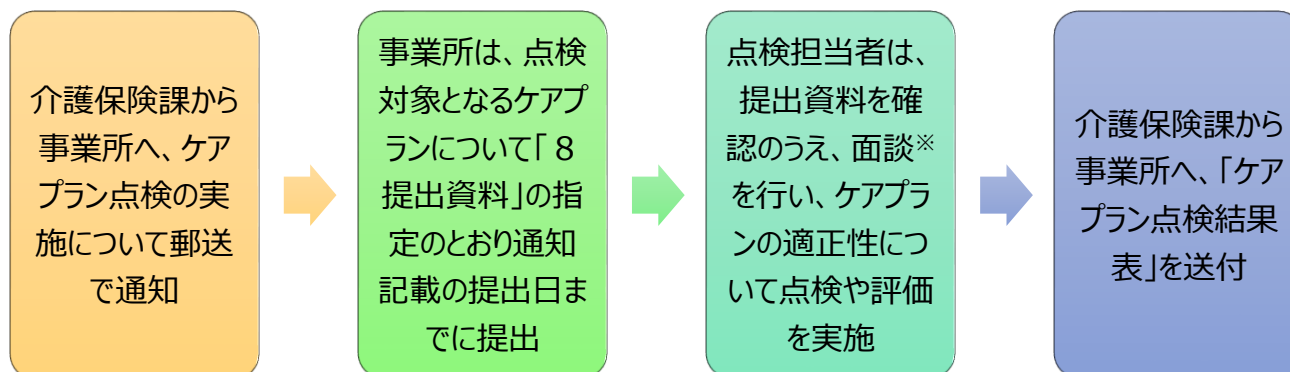 介護保険課から
事業所へ、ケア
プラン点検の実
施について郵送
で通知
事業所は、点検
対象となるケアプ
ランについて「８
提出資料」の指
定のとおり通知
記載の提出日ま
でに提出
点検担当者は、
提出資料を確
認のうえ、面談※
を行い、ケアプラ
ンの適正性につ
いて点検や評価
を実施
介護保険課から
事業所へ、「ケア
プラン点検結果
表」を送付